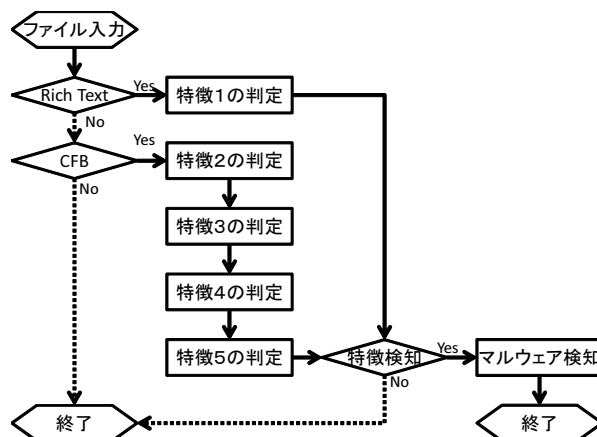 ファイル入力
Rich Text
Yes
特徴1の判定
No
CFB
Yes
特徴2の判定
No
特徴3の判定
特徴4の判定
特徴5の判定
特徴検知
Yes
マルウェア検知
No
終了
終了